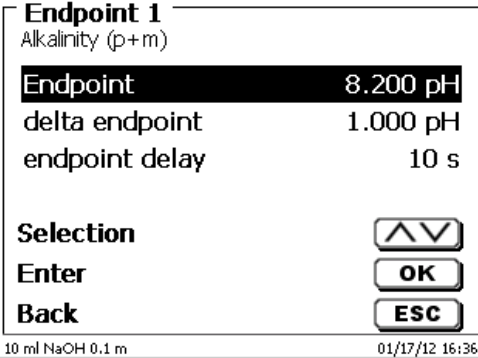 Endpoint 1
Alkalinity (p+m)
Endpoint 8.200 pH
delta endpoint 1.000 pH
endpoint delay 10 s
Selection
Enter OK
Back ESC
10 ml NaOH 0.1 m 01/17/12 16:36